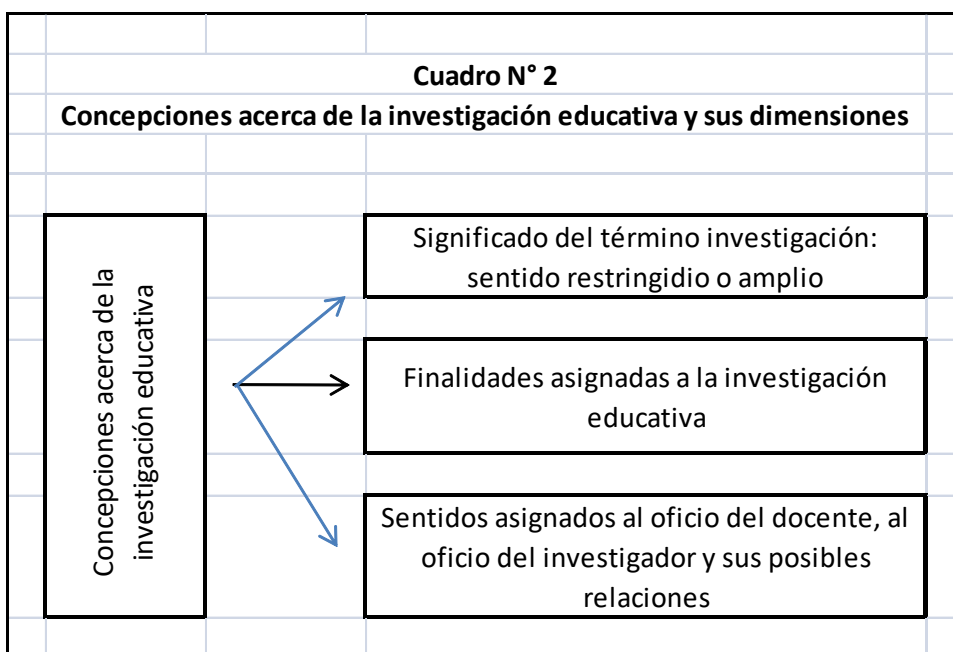 Cuadro N° 2
Concepciones acerca de la investigación educativa y sus dimensiones
Concepciones acerca de la
investigación educativa
Significado del término investigación:
sentido restringidio o amplio
Finalidades asignadas a la investigación
educativa
Sentidos asignados al oficio del docente, al
oficio del investigador y sus posibles
relaciones